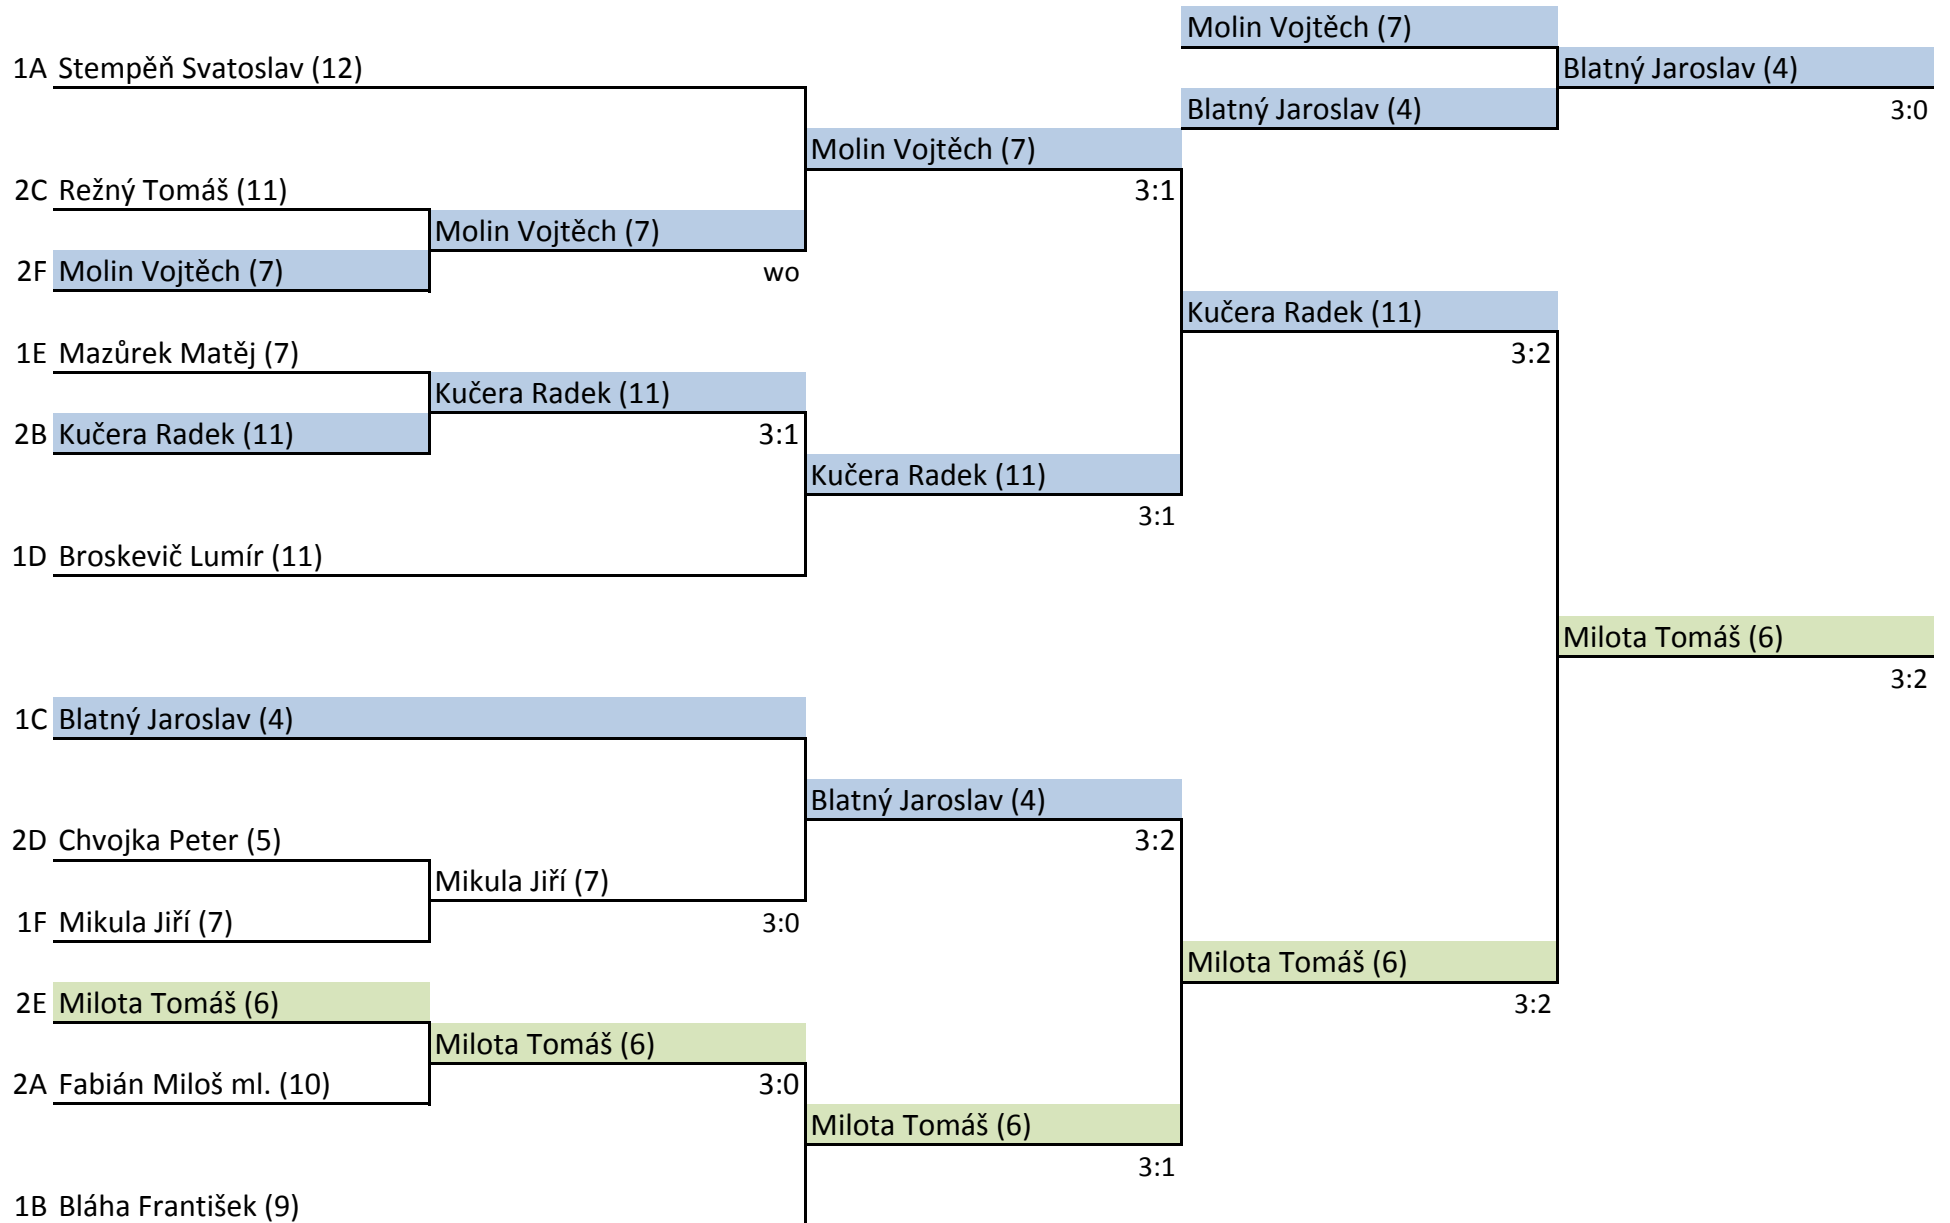 Molin Vojtěch (7)
1A Stempěň Svatoslav (12)
Blatný Jaroslav (4)
Blatný Jaroslav (4)
3:0
Molin Vojtěch (7)
2C Režný Tomáš (11)
3:1
Molin Vojtěch (7)
2F Molin Vojtěch (7)
wo
Kučera Radek (11)
1E Mazůrek Matěj (7)
3:2
Kučera Radek (11)
2B Kučera Radek (11)
3:1
Kučera Radek (11)
3:1
1D Broskevič Lumír (11)
Milota Tomáš (6)
3:2
1C Blatný Jaroslav (4)
Blatný Jaroslav (4)
2D Chvojka Peter (5)
3:2
Mikula Jiří (7)
1F Mikula Jiří (7)
3:0
Milota Tomáš (6)
2E Milota Tomáš (6)
3:2
Milota Tomáš (6)
2A Fabián Miloš ml. (10)
3:0
Milota Tomáš (6)
3:1
1B Bláha František (9)